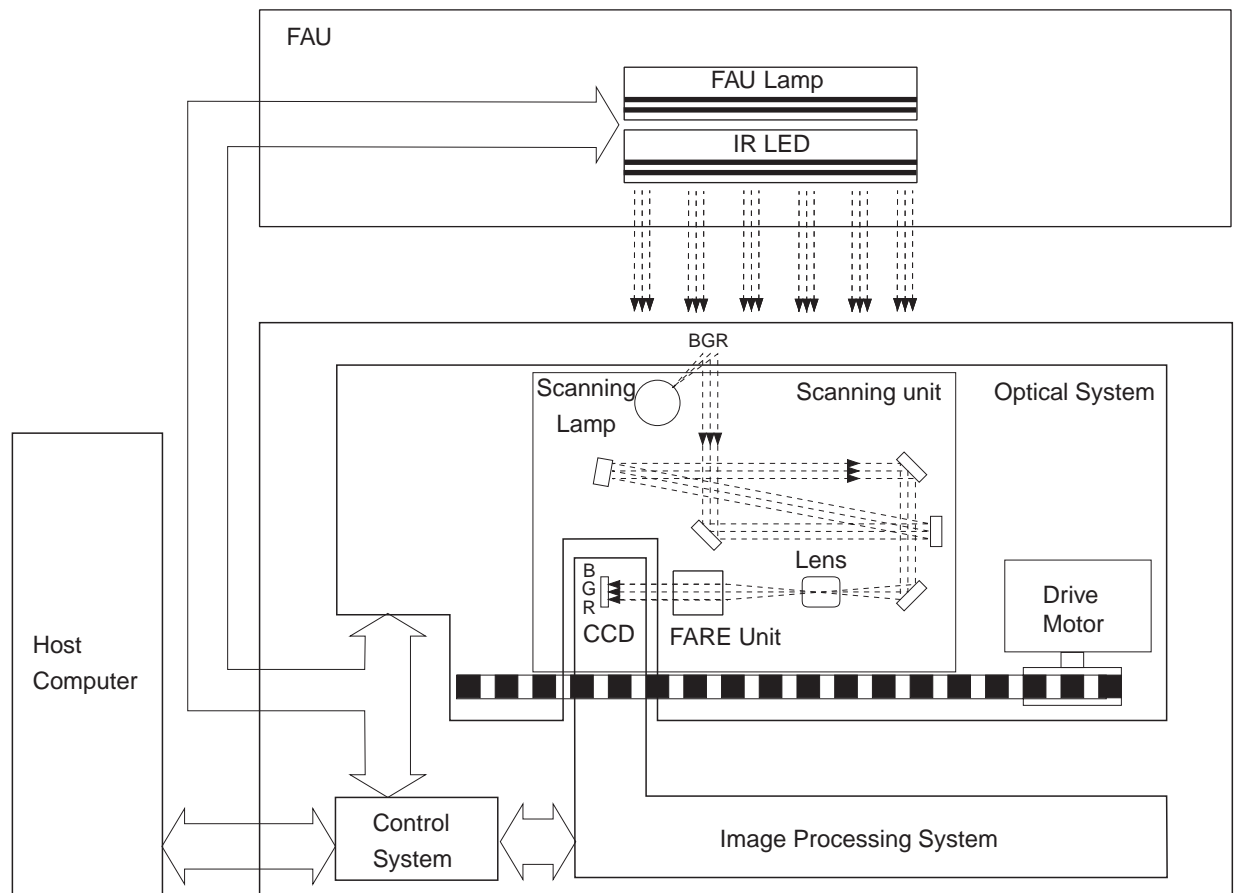 FAU
FAU Lamp
IR LED
BGR
Scanning
Lamp
Scanning unit
Optical System
Lens
B
G
R
CCD
FARE Unit
Drive
Motor
Host
Computer
Control
System
Image Processing System